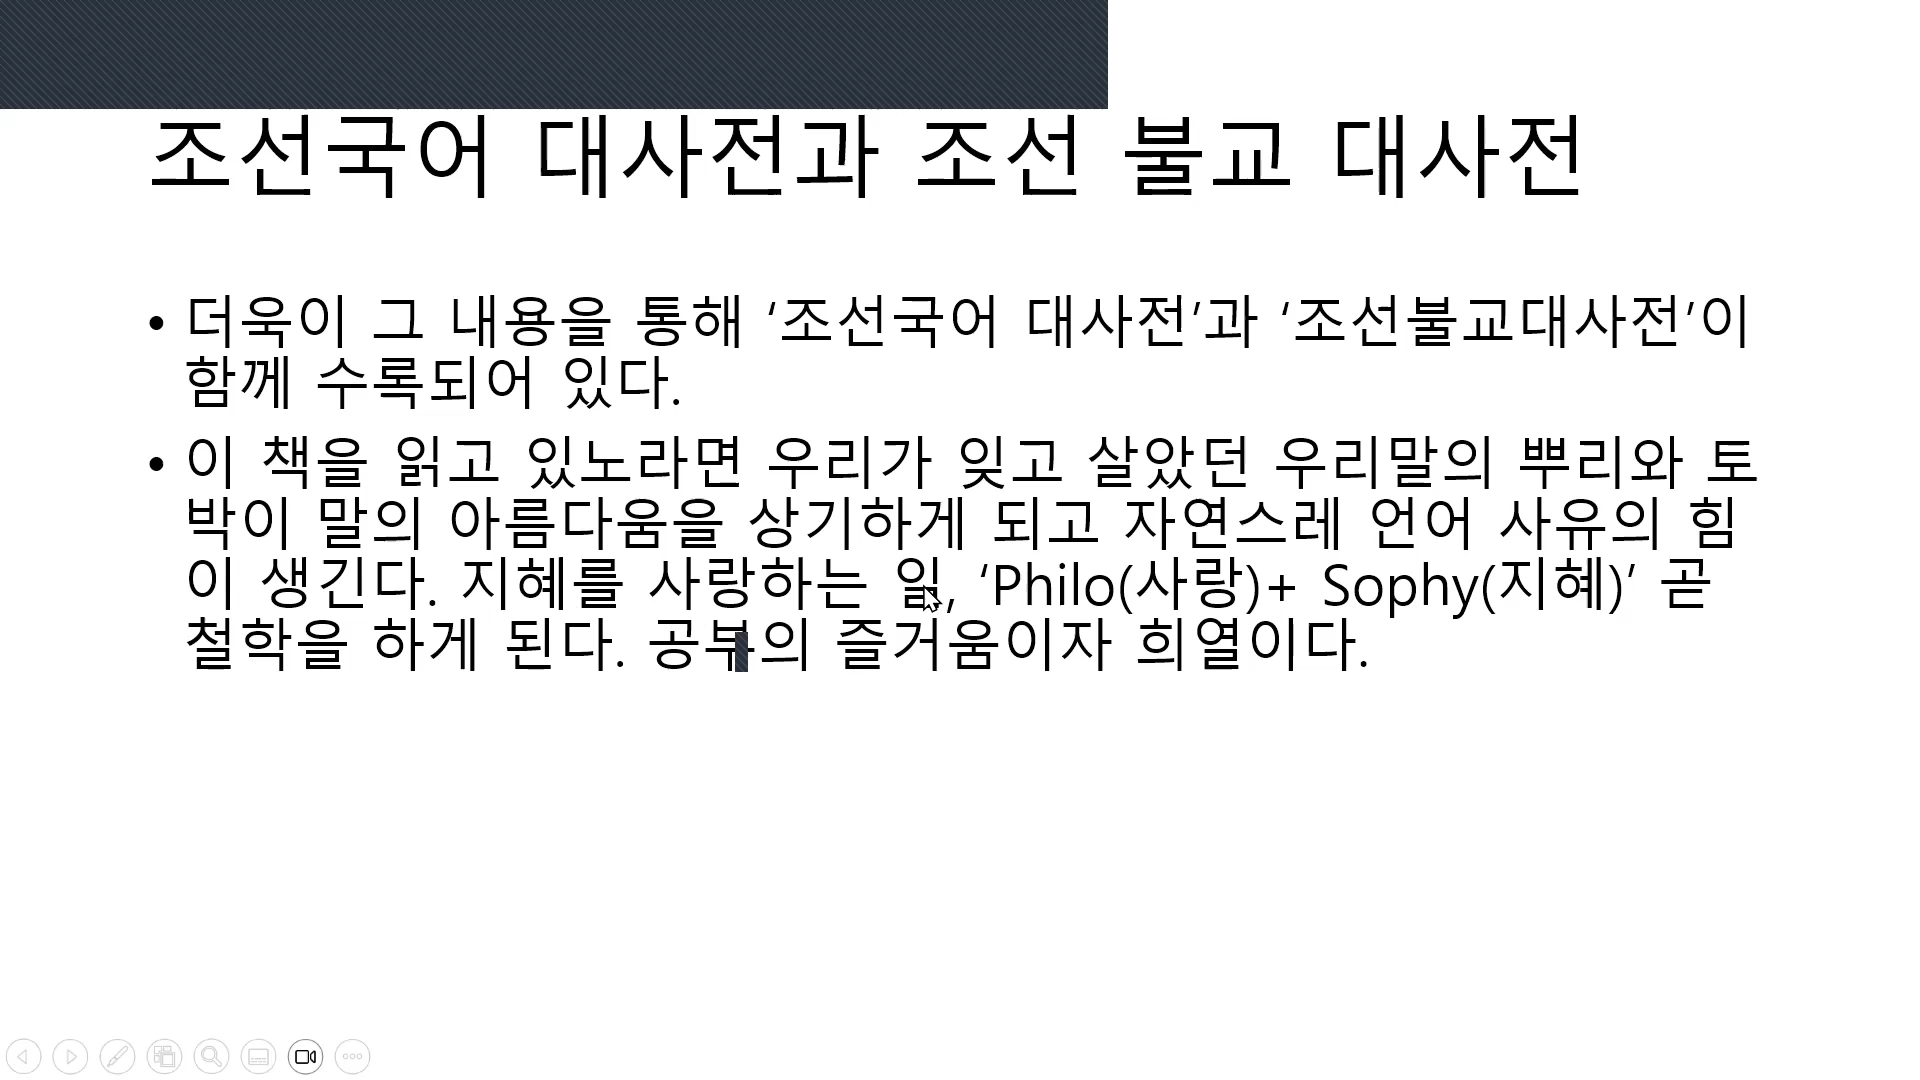 조선국어 대사전과 조선 불교 대사전
• 더욱이 그 내용을 통해 ‘조선국어 대사전’과 ‘조선불교대사전’이
함께 수록되어 있다.
• 이 책을 읽고 있노라면 우리가 잊고 살았던 우리말의 뿌리와 토
박이 말의 아름다움을 상기하게 되고 자연스레 언어 사유의 힘
이 생긴다. 지혜를 사랑하는 일, ‘Philo(사랑)+ Sophy(지혜)’ 곧
철학을 하게 된다. 공부의 즐거움이자 희열이다.